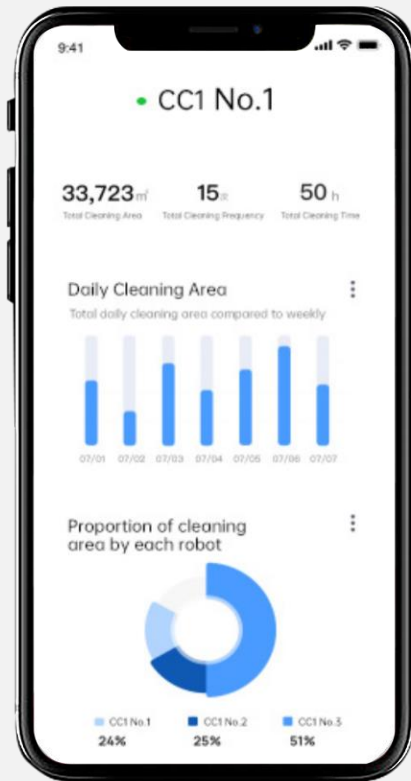 9:41
CC1 No.1
33,723 ㎡ 15 50 h
Total Cleaning Area Total Cleaning Frequency Total Cleaning Time
Daily Cleaning Area
Total daily cleaning area compared to weekly
07/01 07/02 07/03 07/04 07/05 07/06 07/07
Proportion of cleaning
area by each robot
CC1 No.1 CC1 No.2 CC1 No.3
24% 25% 51%